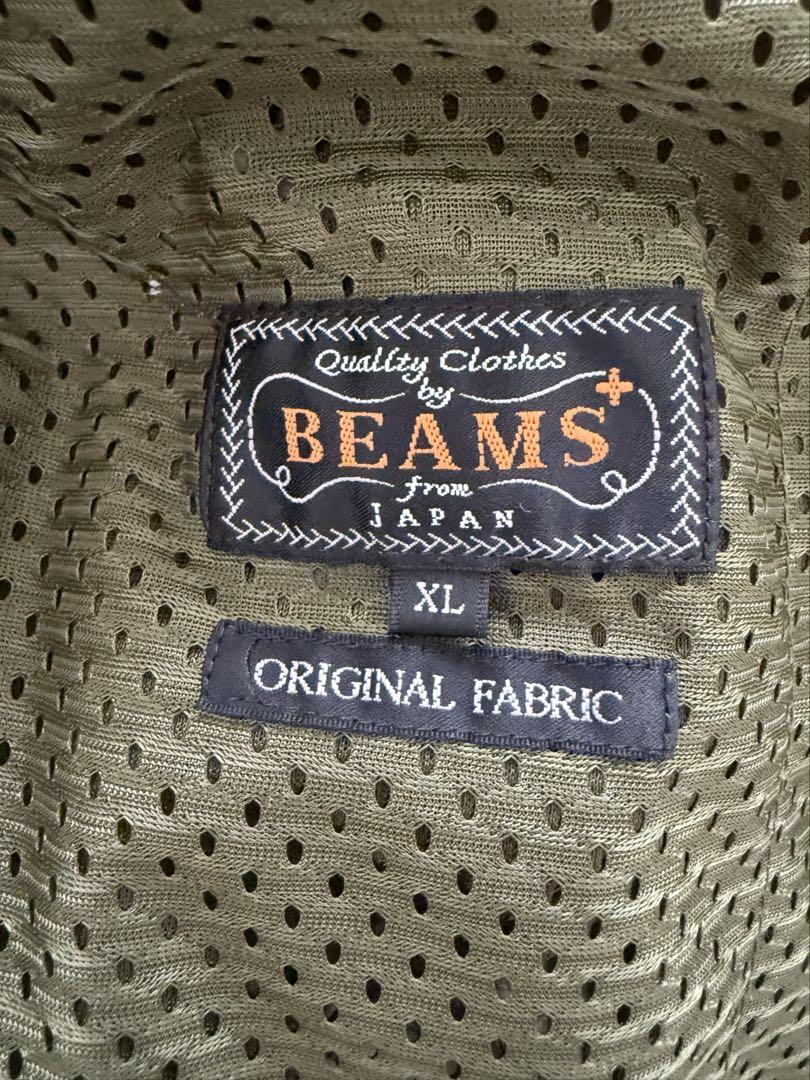 Quality Clothes
by
BEAMS+
from
JAPAN
XL
ORIGINAL FABRIC